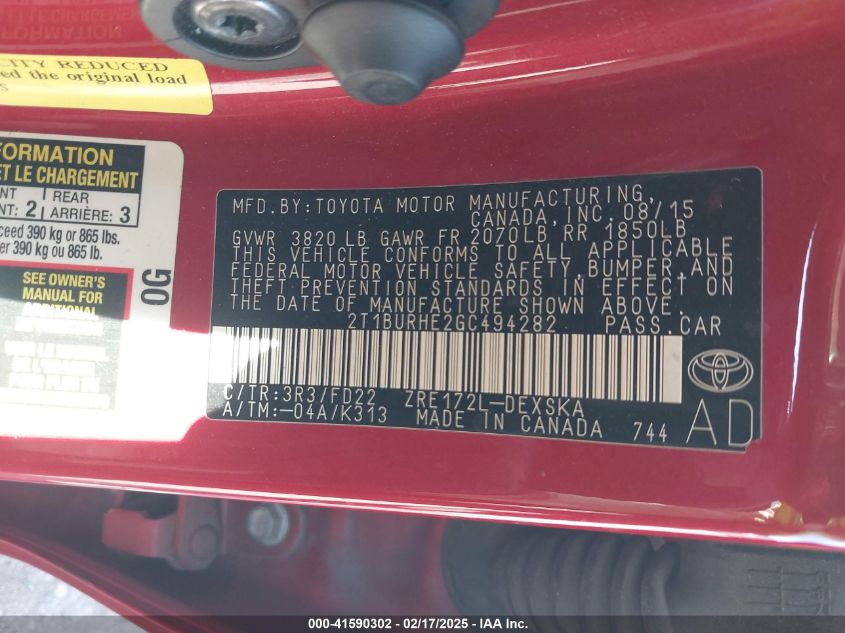 CITY REDUCED
ed the original load
FORMATION
ET LE CHARGEMENT
REAR
NT: 2 ARRIÈRE: 3
ceed 390 kg or 865 lbs.
er 390 kg ou 865 lb.
SEE OWNER'S
MANUAL FOR
ADDITIONAL
0G
MFD.BY:TOYOTA MOTOR MANUFACTURING,
CANADA,INC. 08/15
GVWR 3820 LB GAWR FR 2070LB,RR 1850LB
THIS VEHICLE CONFORMS TO ALL APPLICABLE
FEDERAL MOTOR VEHICLE SAFETY,BUMPER,AND
THEFT PREVENTION STANDARDS IN EFFECT ON
THE DATE OF MANUFACTURE SHOWN ABOVE.
2T1BURHE2GC494282 PASS.CAR
C/TR:3R3/FD22 ZRE172L-DEXSKA
A/TM:-04A/K313 MADE IN CANADA 744
AD
000-41590302 - 02/17/2025 - IAA, Inc.